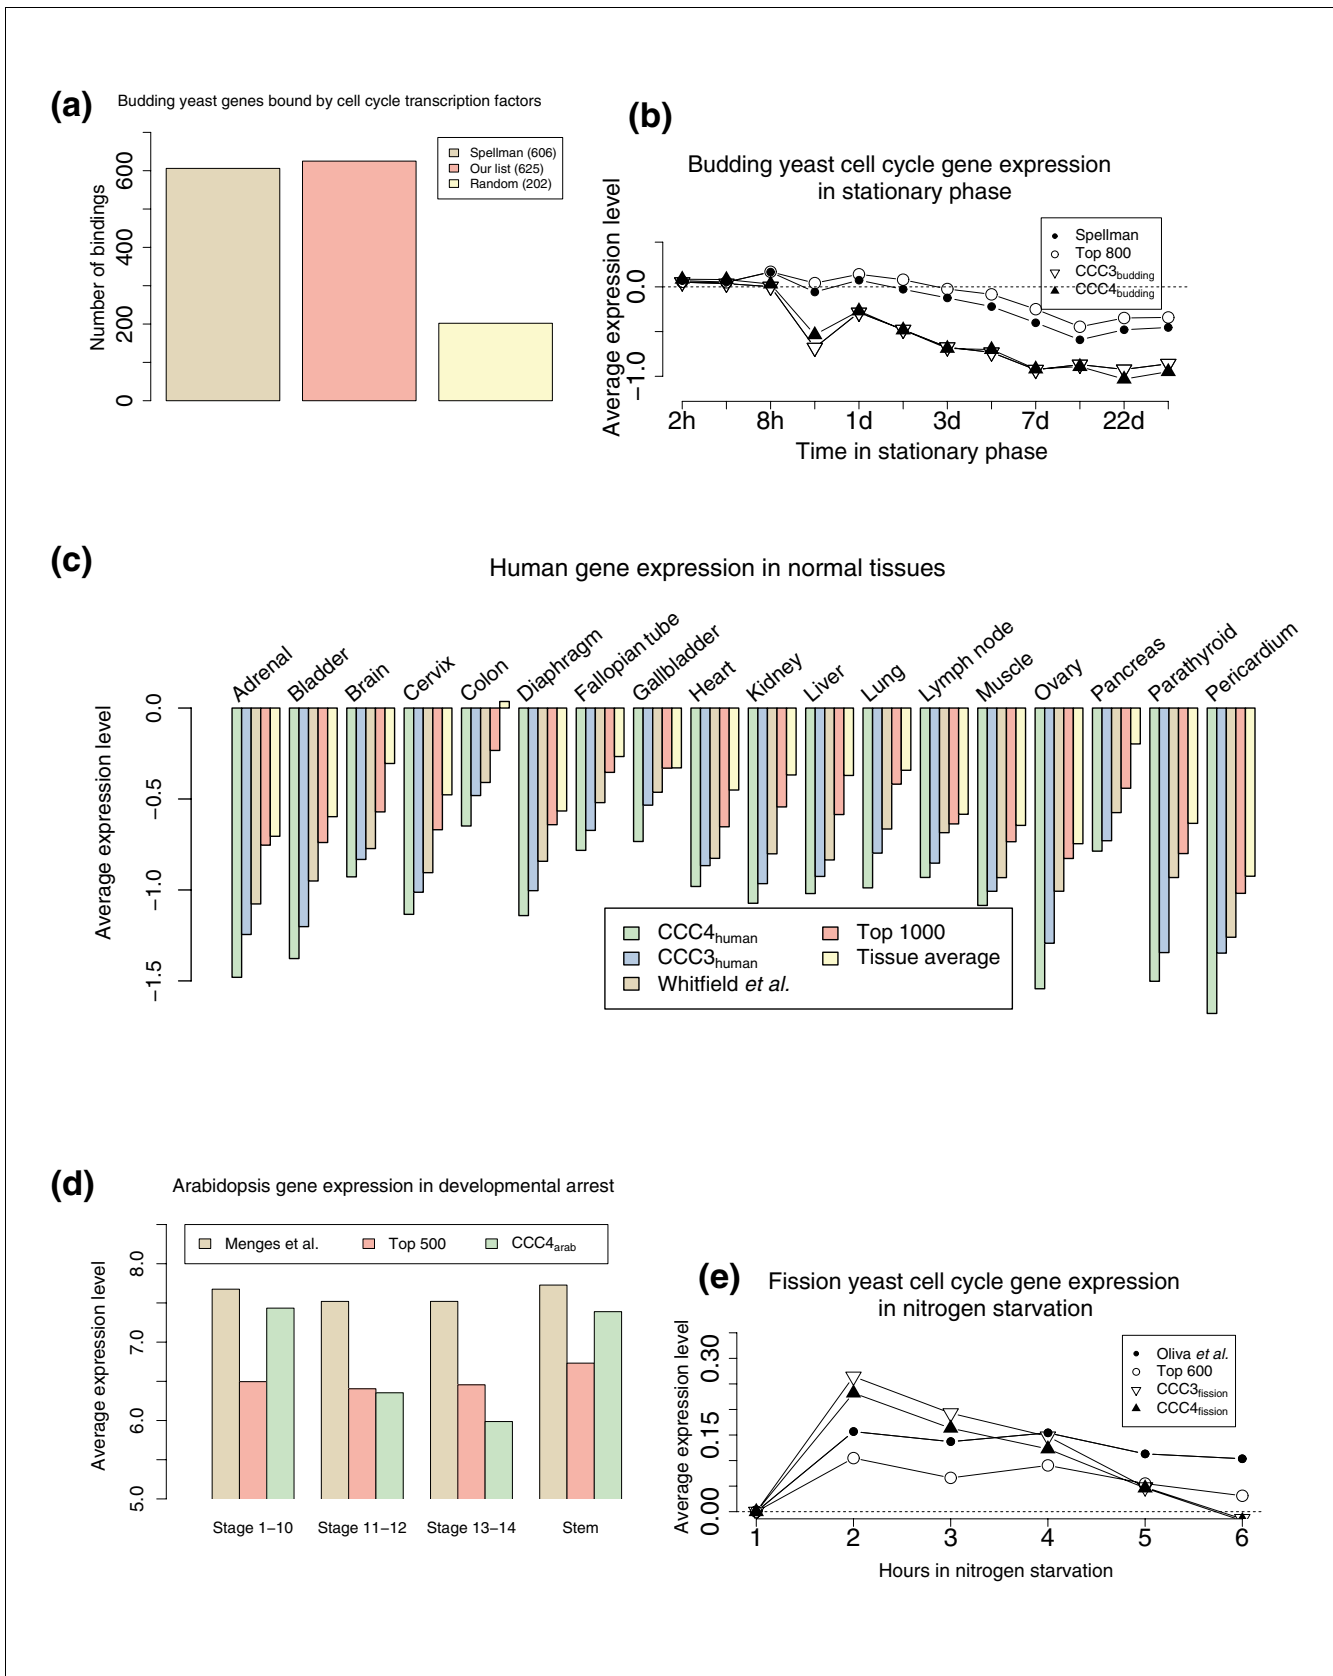 (a)
Budding yeast genes bound by cell cycle transcription factors
Number of bindings
0
200
400
600
Spellman (606)
Our list (625)
Random (202)
(b)
Budding yeast cell cycle gene expression
in stationary phase
Average expression level
0.0
−1.0
Spellman
Top 800
CCC3budding
CCC4budding
2h 8h 1d 3d 7d 22d
Time in stationary phase
(c)
Human gene expression in normal tissues
Adrenal
Bladder
Brain
Cervix
Colon
Diaphragm
Fallopian tube
Gallbladder
Heart
Kidney
Liver
Lung
Lymph node
Muscle
Ovary
Pancreas
Parathyroid
Pericardium
Average expression level
0.0
−0.5
−1.0
−1.5
CCC4human
CCC3human
Whitfield et al.
Top 1000
Tissue average
(d)
Arabidopsis gene expression in developmental arrest
Average expression level
5.0
6.0
7.0
8.0
Menges et al.
Top 500
CCC4arab
Stage 1−10 Stage 11−12 Stage 13−14 Stem
(e)
Fission yeast cell cycle gene expression
in nitrogen starvation
Average expression level
0.00
0.15
0.30
Oliva et al.
Top 600
CCC3fission
CCC4fission
1 2 3 4 5 6
Hours in nitrogen starvation